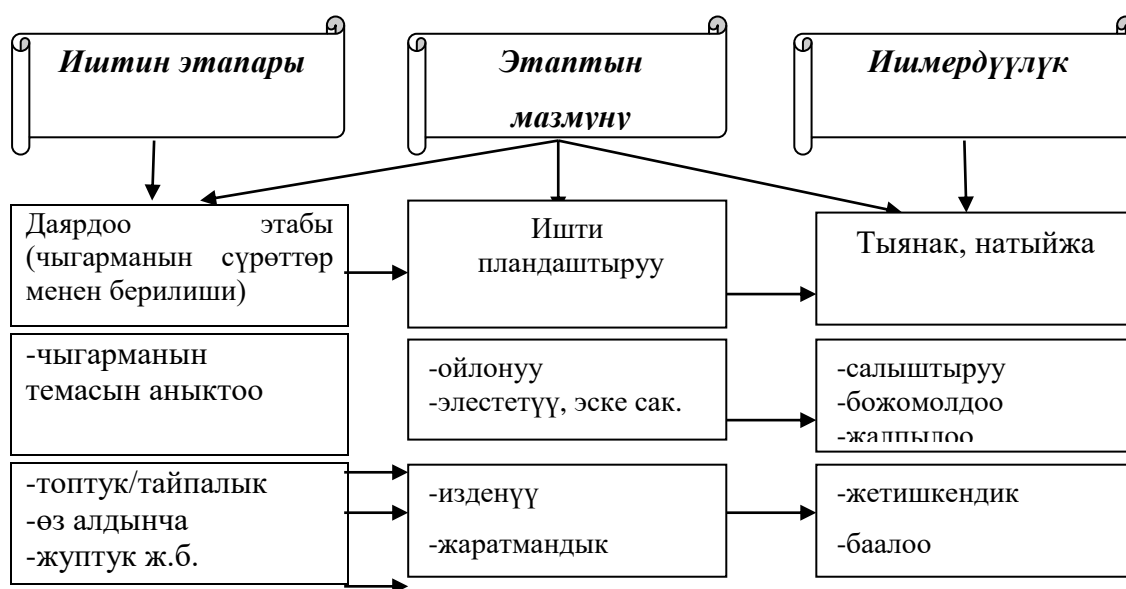 Иштин этапары
Этаптын
мазмуну
Ишмердүүлүк
Даярдоо этабы
(чыгарманын сүрөттөр
менен берилиши)
Ишти
пландаштыруу
Тыянак, натыйжа
-чыгарманын
темасын аныктоо
-ойлонуу
-элестетүү, эске сак.
-салыштыруу
-божомолдоо
-жалпылоо
-топтук/тайпалык
-өз алдынча
-жуптук ж.б.
-изденүү
-жаратмандык
-жетишкендик
-баалоо